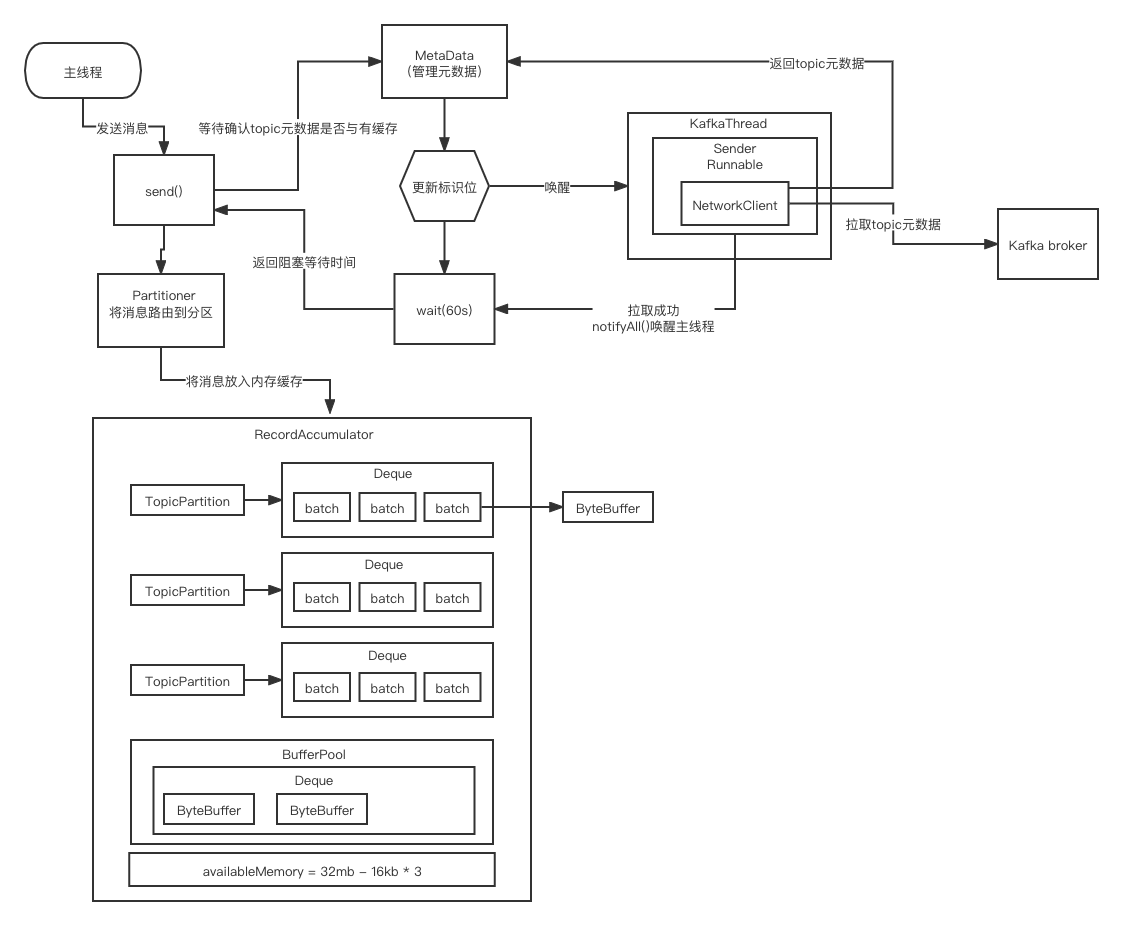 主线程
发送消息
send()
等待确认topic元数据是否与有缓存
MetaData
(管理元数据)
返回topic元数据
更新标识位
唤醒
KafkaThread
Sender
Runnable
NetworkClient
拉取topic元数据
Kafka broker
返回阻塞等待时间
wait(60s)
拉取成功
notifyAll()唤醒主线程
Partitioner
将消息路由到分区
将消息放入内存缓存
RecordAccumulator
TopicPartition
Deque
batch
batch
batch
ByteBuffer
TopicPartition
Deque
batch
batch
batch
TopicPartition
Deque
batch
batch
batch
BufferPool
Deque
ByteBuffer
ByteBuffer
availableMemory = 32mb – 16kb * 3